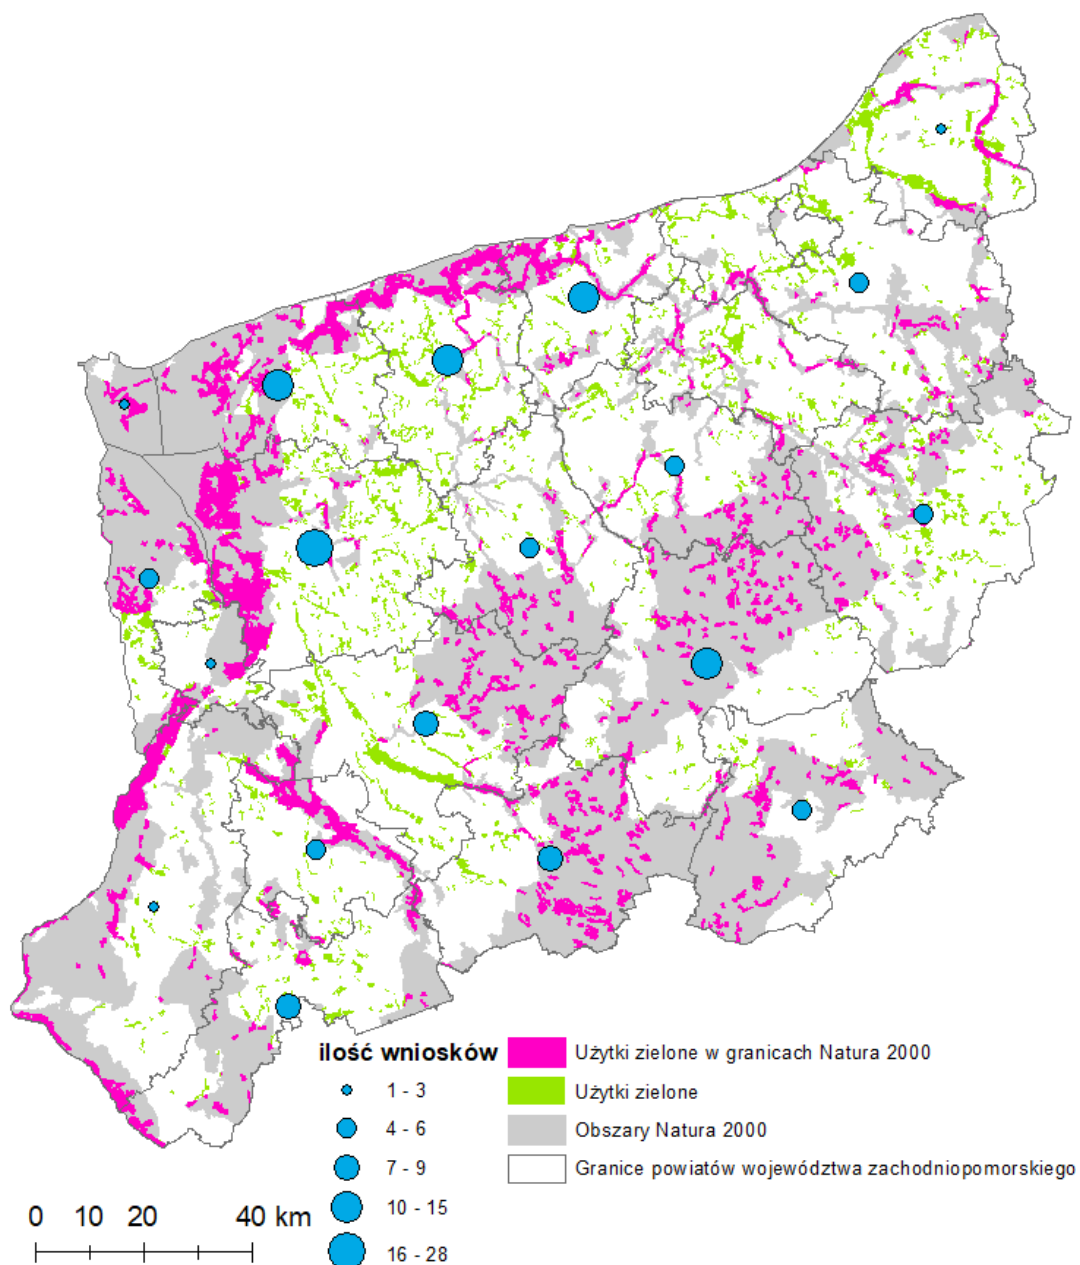 ilość wniosków
1 - 3
4 - 6
7 - 9
10 - 15
16 - 28
Użytki zielone w granicach Natura 2000
Użytki zielone
Obszary Natura 2000
Granice powiatów województwa zachodniopomorskiego
0 10 20 40 km